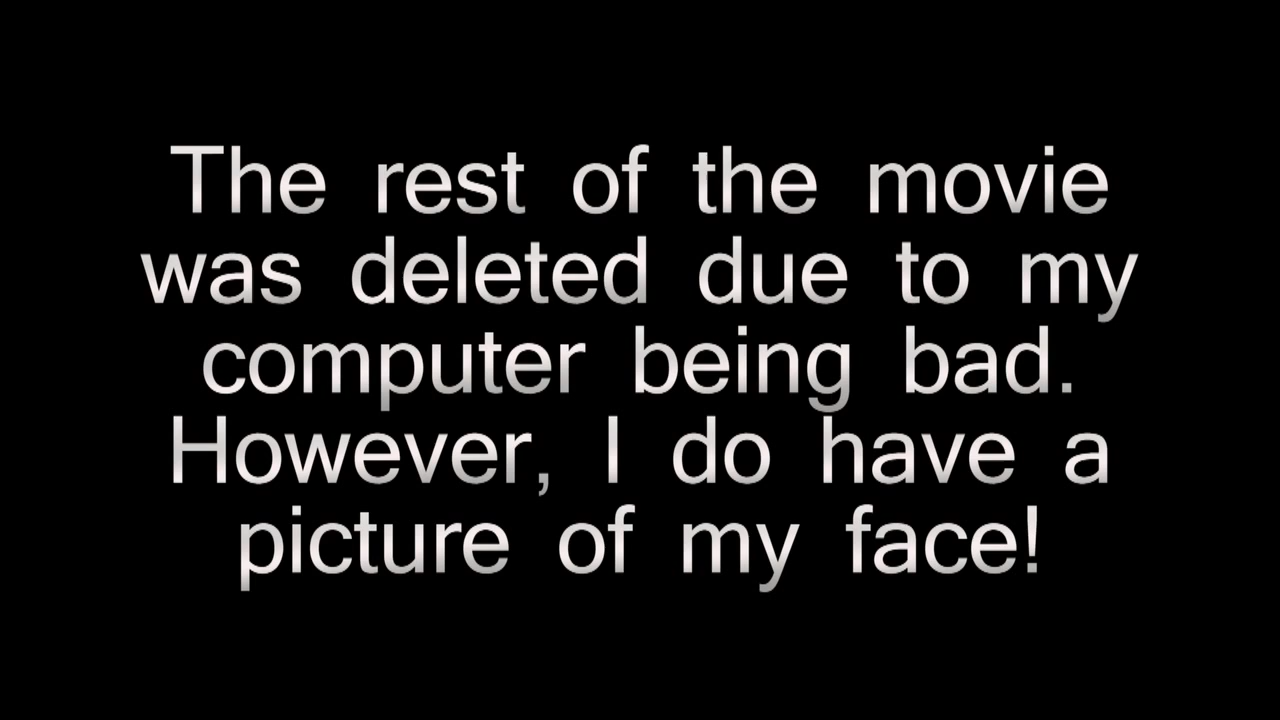 The rest of the movie
was deleted due to my
computer being bad.
However, I do have a
picture of my face!